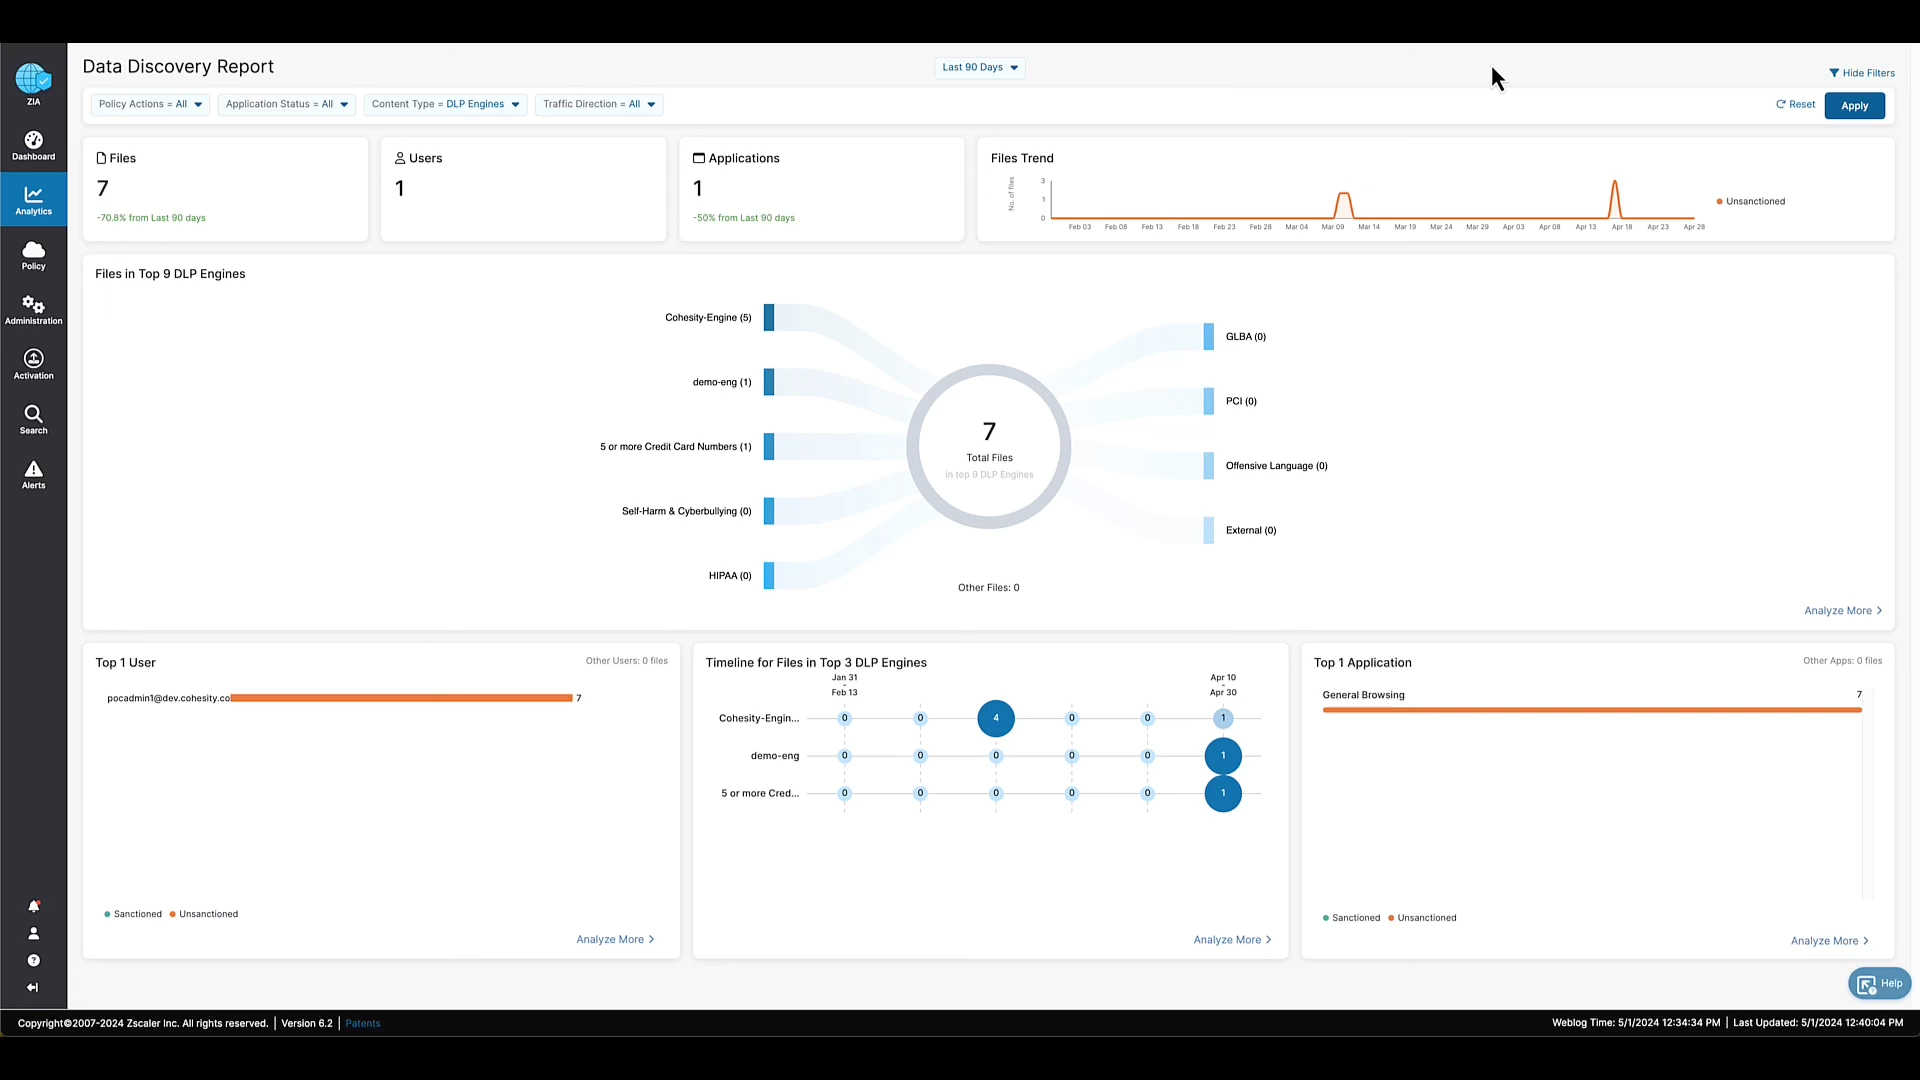 Data Discovery Report
Last 90 Days
Hide Filters
ZIA
Policy Actions = All
Application Status = All
Content Type = DLP Engines
Traffic Direction = All
Reset
Apply
Dashboard
Analytics
Policy
Administration
Activation
Search
Alerts
Files
7
-70.8% from Last 90 days
Users
1
Applications
1
-50% from Last 90 days
Files Trend
No. of files
3
1
0
Feb 03 Feb 08 Feb 13 Feb 18 Feb 23 Feb 28 Mar 04 Mar 09 Mar 14 Mar 19 Mar 24 Mar 29 Apr 03 Apr 08 Apr 13 Apr 18 Apr 23 Apr 28
Unsanctioned
Files in Top 9 DLP Engines
Cohesity-Engine (5)
demo-eng (1)
5 or more Credit Card Numbers (1)
Self-Harm & Cyberbullying (0)
HIPAA (0)
7
Total Files
in top 9 DLP Engines
Other Files: 0
GLBA (0)
PCI (0)
Offensive Language (0)
External (0)
Analyze More
Top 1 User
Other Users: 0 files
pocadmin1@dev.cohesity.co
7
Sanctioned Unsanctioned
Analyze More
Timeline for Files in Top 3 DLP Engines
Jan 31
-
Feb 13
Apr 10
-
Apr 30
Cohesity-Engin... 0 0 4 0 0 1
demo-eng 0 0 0 0 0 1
5 or more Cred... 0 0 0 0 0 1
Analyze More
Top 1 Application
Other Apps: 0 files
General Browsing 7
Sanctioned Unsanctioned
Analyze More
Help
Copyright©2007-2024 Zscaler Inc. All rights reserved. | Version 6.2 | Patents
Weblog Time: 5/1/2024 12:34:34 PM | Last Updated: 5/1/2024 12:40:04 PM